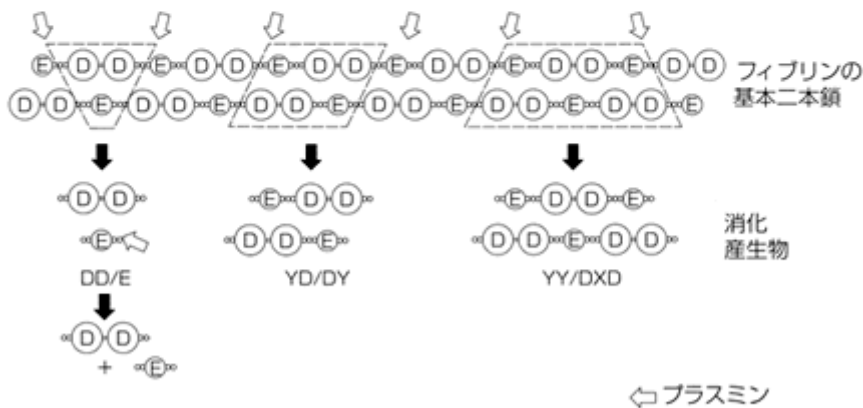 E D D E D D E D D E D D E D D E D D
フィブリンの
基本二本鎖
D D E D D E D D E D D E D D E D D E
D D
E
DD/E
D D
+ E
E D D
D D E
YD/DY
E D D E
D D E D D
YY/DXD
消化
産生物
プラスミン